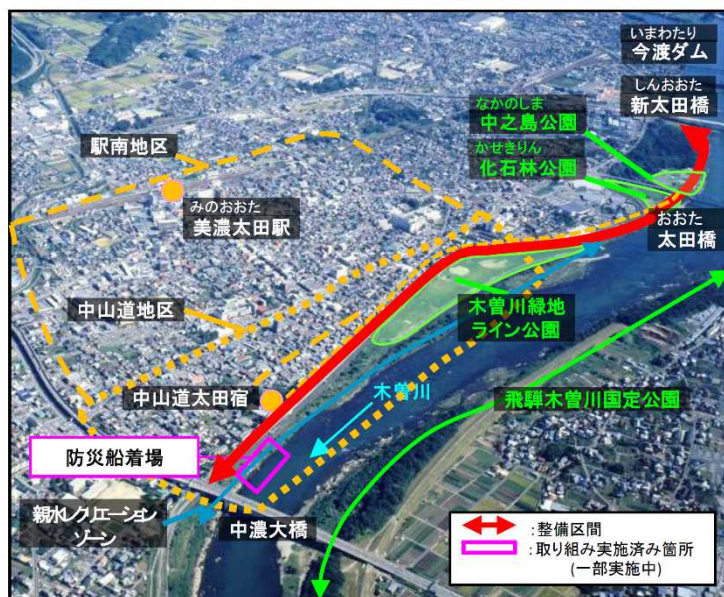 いまわたり
今渡ダム
しんおおた
新太田橋
なかのしま
中之島公園
かせきりん
化石林公園
駅南地区
みのおおた
美濃太田駅
おおた
太田橋
中山道地区
木曽川緑地
ライン公園
中山道太田宿
木曽川
飛騨木曽川国定公園
防災船着場
親水レクリエーション
ゾーン
中濃大橋
:整備区間
:取り組み実施済み箇所
(一部実施中)